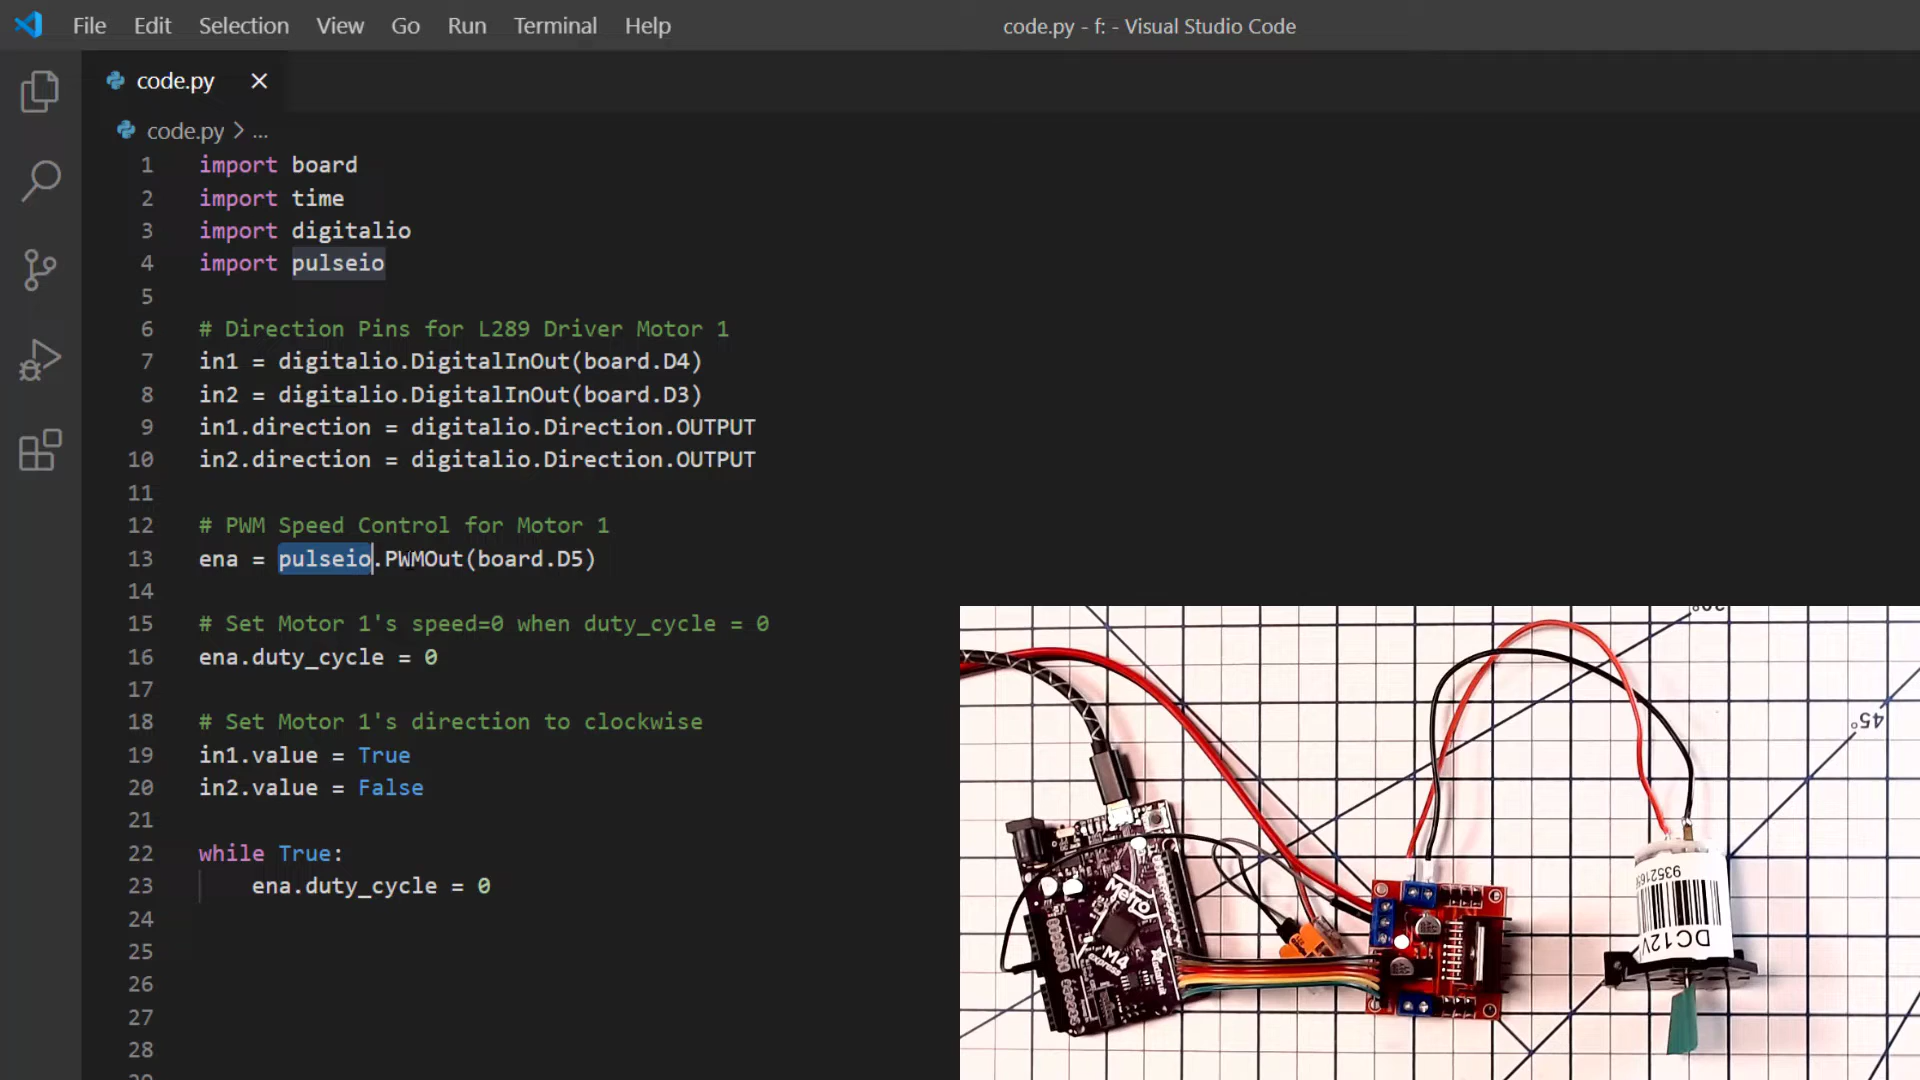 File Edit Selection View Go Run Terminal Help
code.py - f: - Visual Studio Code
code.py
code.py > ...
1 import board
2 import time
3 import digitalio
4 import pulseio
5
6 # Direction Pins for L289 Driver Motor 1
7 in1 = digitalio.DigitalInOut(board.D4)
8 in2 = digitalio.DigitalInOut(board.D3)
9 in1.direction = digitalio.Direction.OUTPUT
10 in2.direction = digitalio.Direction.OUTPUT
11
12 # PWM Speed Control for Motor 1
13 ena = pulseio.PWMOut(board.D5)
14
15 # Set Motor 1's speed=0 when duty_cycle = 0
16 ena.duty_cycle = 0
17
18 # Set Motor 1's direction to clockwise
19 in1.value = True
20 in2.value = False
21
22 while True:
23     ena.duty_cycle = 0
24
25
26
27
28
45°
Metro
M4
express
DC12V